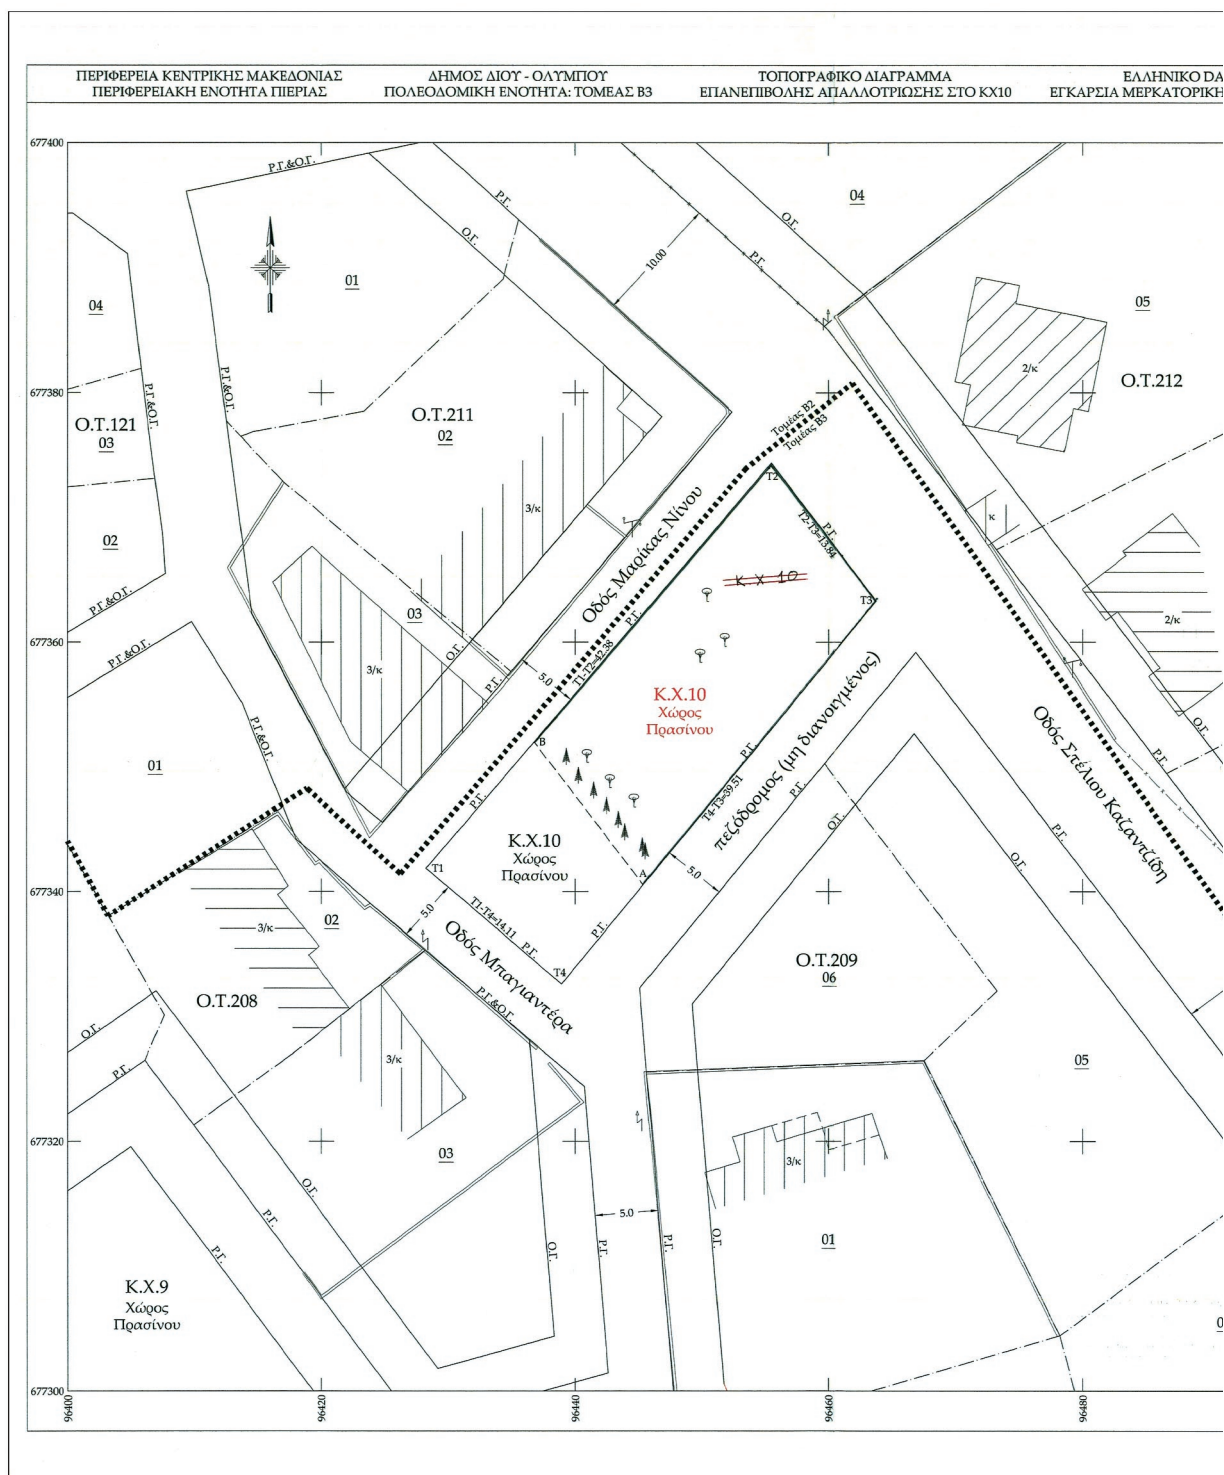 ΠΕΡΙΦΕΡΕΙΑ ΚΕΝΤΡΙΚΗΣ ΜΑΚΕΔΟΝΙΑΣ
ΠΕΡΙΦΕΡΕΙΑΚΗ ΕΝΟΤΗΤΑ ΠΙΕΡΙΑΣ
ΔΗΜΟΣ ΔΙΟΥ - ΟΛΥΜΠΟΥ
ΠΟΛΕΟΔΟΜΙΚΗ ΕΝΟΤΗΤΑ: ΤΟΜΕΑΣ Β3
ΤΟΠΟΓΡΑΦΙΚΟ ΔΙΑΓΡΑΜΜΑ
ΕΠΑΝΕΠΙΒΟΛΗΣ ΑΠΑΛΛΟΤΡΙΩΣΗΣ ΣΤΟ ΚΧ10
ΕΛΛΗΝΙΚΟ DA
ΕΓΚΑΡΣΙΑ ΜΕΡΚΑΤΟΡΙΚΗ
677400
Ρ.Γ.&Ο.Γ.
Ρ.Γ.
Ο.Γ.
10.00
Ρ.Γ.
Ο.Γ.
04
01
04
05
2/κ
Ο.Τ.212
677380
Ρ.Γ.&Ο.Γ.
Ρ.Γ.&Ο.Γ.
Ο.Τ.121
03
Ο.Τ.211
02
Τομέας Β2
Τομέας Β3
Τ2
3/κ
Οδός Μαρίκας Νίνου
Τ2-Τ3=13.84
Ρ.Γ.
κ
02
Κ Χ 10
Τ3
03
Ρ.Γ.&Ο.Γ.
Ρ.Γ.
2/κ
677360
Ρ.Γ.&Ο.Γ.
3/κ
Ο.Γ.
Ρ.Γ.
5.0
Τ1-Τ2=42.38
Κ.Χ.10
Χώρος
Πρασίνου
πεζόδρομος (μη διανοιγμένος)
Οδός Στέλιου Καζαντζίδη
Ρ.Γ.&Ο.Γ.
01
Β
Ρ.Γ.
Ρ.Γ.
Ρ.Γ.
Ο.Γ.
Ρ.Γ.
Ρ.Γ.
Ο.Γ.
Τ4-Τ3=39.51
Κ.Χ.10
Χώρος
Πρασίνου
Τ1
Α
5.0
Ο.Γ.
677340
5.0
Τ1-Τ4=14.11
Ρ.Γ.
Ρ.Γ.
Τ4
02
3/κ
Οδός Μπαγιαντέρα
Ο.Τ.209
06
Ο.Τ.208
Ρ.Γ.&Ο.Γ.
Ο.Γ.
Ρ.Γ.
3/κ
05
677320
03
3/κ
Ο.Γ.
Ρ.Γ.
Ρ.Γ.
5.0
Ο.Γ.
Ρ.Γ.
Ρ.Γ.
Ο.Γ.
01
Κ.Χ.9
Χώρος
Πρασίνου
677300
96400
96420
96440
96460
96480